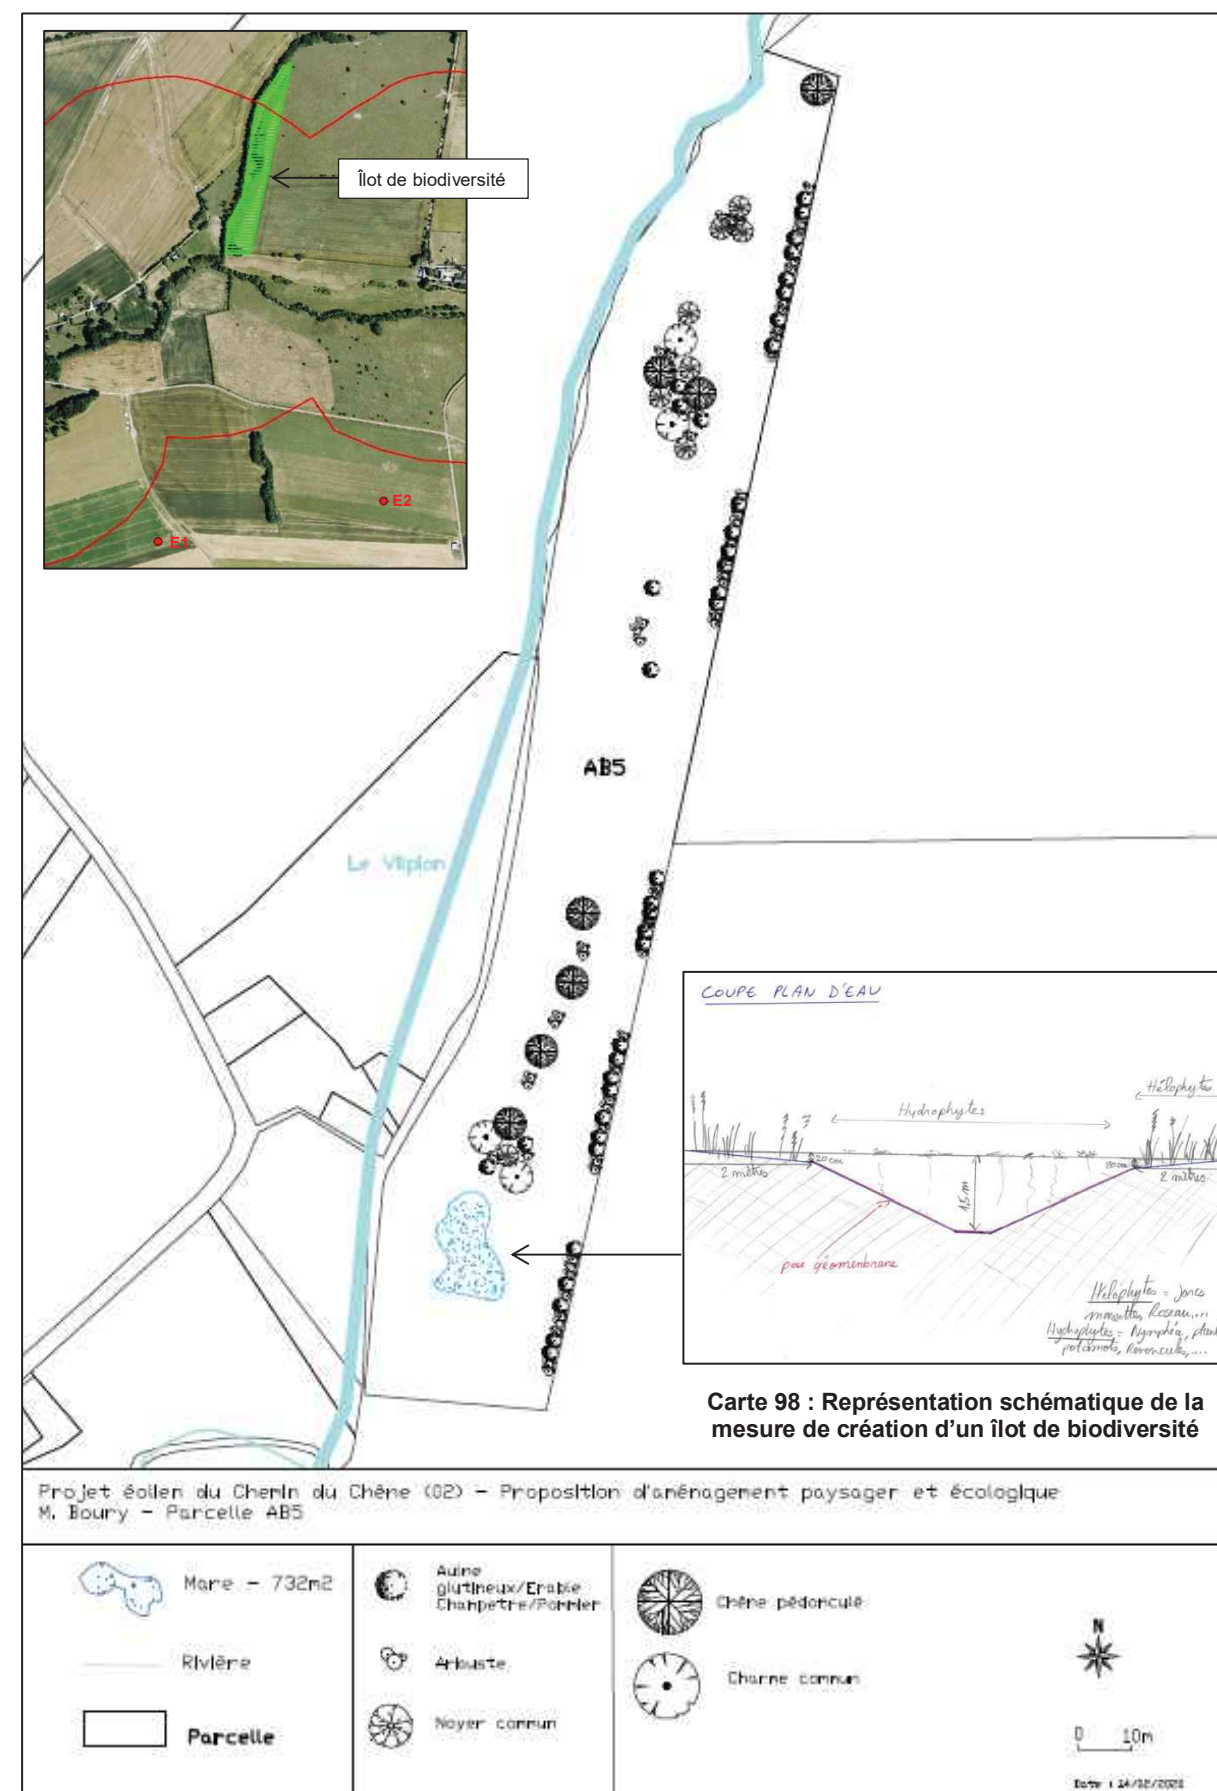 Îlot de biodiversité
E2
E1
AB5
Le Vilpion
COUPE PLAN D'EAU
Hélophytes
Hydrophytes
20 cm
20 cm
2 mètres
2 mètres
1,5 m
pose géomembrane
Hélophytes = Joncs
massettes, Roseau,...
Hydrophytes = Nymphéa,
potamots, Renoncules,....
Carte 98 : Représentation schématique de la
mesure de création d'un îlot de biodiversité
Projet éolien du Chemin du Chêne (02) - Proposition d'aménagement paysager et écologique
M. Boury - Parcelle AB5
Mare - 732m2
Rivière
Parcelle
Aulne
glutineux/Erable
Champetre/Pommier
Arbuste
Noyer commun
Chêne pédonculé
Charme commun
N
0 10m
Date :